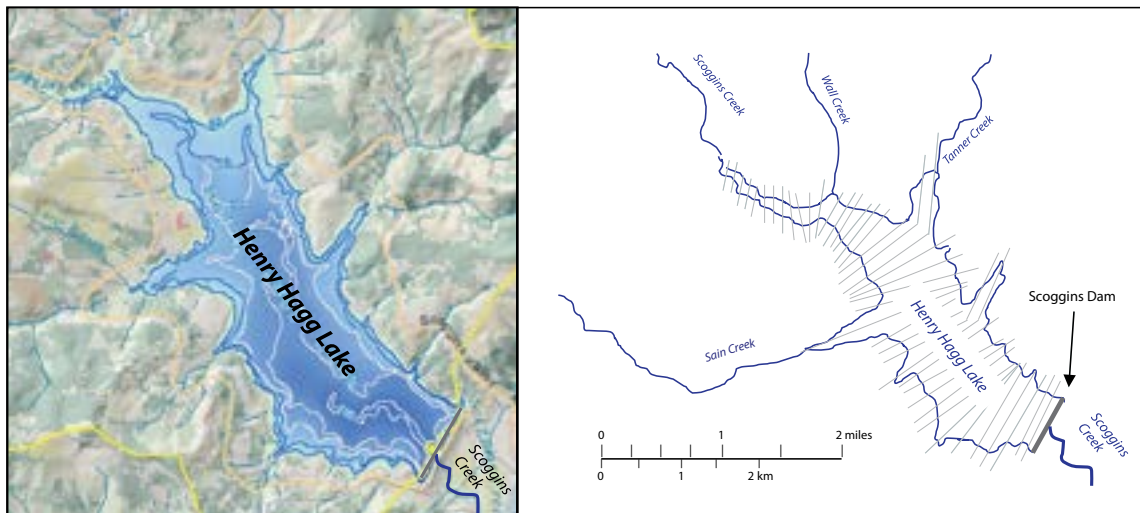 Henry Hagg Lake
Scoggins
Creek
Scoggins Creek
Wall Creek
Tanner Creek
Sain Creek
Henry Hagg Lake
Scoggins Dam
Scoggins
Creek
0 1 2 miles
0 1 2 km